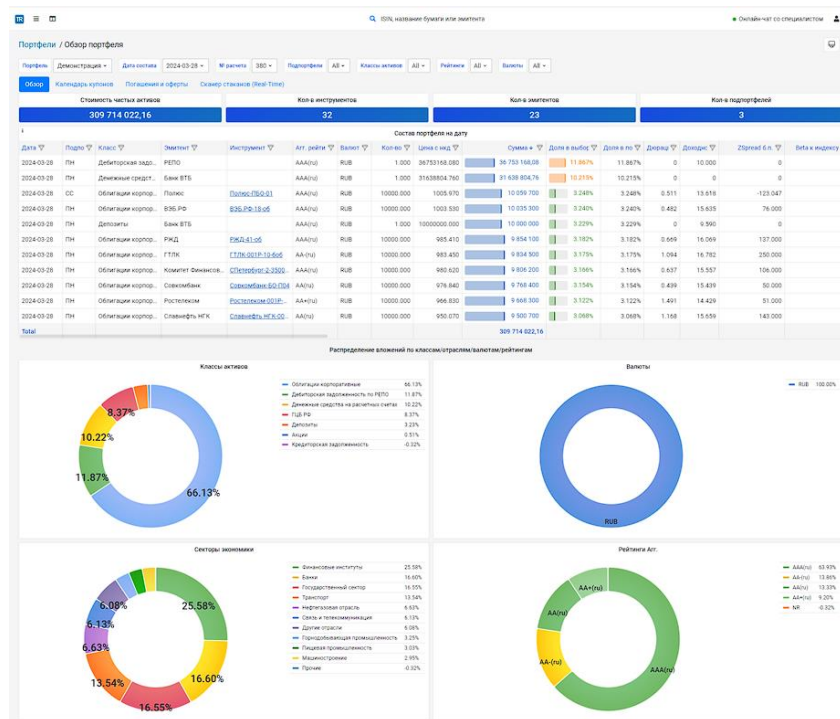 TR ISIN, название бумаги или эмитента Онлайн-чат со специалистом
Портфели / Обзор портфеля
Портфель Демонстрация Дата состава 2024-03-28 № расчета 380 Подпортфели All Классы активов All Рейтинги All Валюты All
Обзор Календарь купонов Погашения и оферты Сканер стаканов (Real-Time)
Стоимость чистых активов Кол-в инструментов Кол-в эмитентов Кол-в подпортфелей
309 714 022,16 32 23 3
Состав портфеля на дату
Дата Подпо Класс Эмитент Инструмент Агг. рейти Валют Кол-во Цена с нкд Сумма Доля в выбор Доля в по Дюрац Доходнс ZSpread б.п. Бета к индексу
2024-03-28 ПН Дебиторская задо... РЕПО AAA(ru) RUB 1.000 36753168.080 36 753 168,08 11.867% 11.867% 0 10.000 0
2024-03-28 ПН Денежные средст... Банк ВТБ AAA(ru) RUB 1.000 31638804.760 31 638 804,76 10.215% 10.215% 0 0 0
2024-03-28 СС Облигации корпор... Полюс Полюс-ПБО-01 AAA(ru) RUB 10000.000 1005.970 10 059 700 3.248% 3.248% 0.511 13.618 -123.047
2024-03-28 ПН Облигации корпор... ВЭБ.РФ ВЭБ.РФ-18-об AAA(ru) RUB 10000.000 1003.530 10 035 300 3.240% 3.240% 0.482 15.635 76.000
2024-03-28 ПН Депозиты Банк ВТБ AAA(ru) RUB 1.000 10000000.000 10 000 000 3.229% 3.229% 0 9.590 0
2024-03-28 ПН Облигации корпор... РЖД РЖД-41-об AAA(ru) RUB 10000.000 985.410 9 854 100 3.182% 3.182% 0.669 16.069 137.000
2024-03-28 ПН Облигации корпор... ГТЛК ГТЛК-001P-10-боб AA-(ru) RUB 10000.000 983.450 9 834 500 3.175% 3.175% 1.094 16.782 250.000
2024-03-28 ПН Облигации корпор... Комитет Финансов... СПетербург-2-3500... AAA(ru) RUB 10000.000 980.620 9 806 200 3.166% 3.166% 0.637 15.557 106.000
2024-03-28 ПН Облигации корпор... Совкомбанк Совкомбанк-БО-П04 AA(ru) RUB 10000.000 976.840 9 768 400 3.154% 3.154% 0.439 15.439 50.000
2024-03-28 ПН Облигации корпор... Ростелеком Ростелеком-001P-... AA+(ru) RUB 10000.000 966.830 9 668 300 3.122% 3.122% 1.491 14.429 51.000
2024-03-28 ПН Облигации корпор... Славнефть НГК Славнефть НГК-00... AA(ru) RUB 10000.000 950.070 9 500 700 3.068% 3.068% 1.168 15.659 143.000
Total 309 714 022,16
Распределение вложений по классам/отраслям/валютам/рейтингам
Классы активов
8,37%
10.22%
11.87%
66.13%
Облигации корпоративные 66.13%
Дебиторская задолженность по РЕПО 11.87%
Денежные средства на расчетных счетах 10.22%
ГЦБ РФ 8.37%
Депозиты 3.23%
Акции 0.51%
Кредиторская задолженность -0.32%
Валюты
RUB
RUB 100.00%
Секторы экономики
25.58%
6.08%
6.13%
6.63%
13.54%
16.55%
16.60%
Финансовые институты 25.58%
Банки 16.60%
Государственный сектор 16.55%
Транспорт 13.54%
Нефтегазовая отрасль 6.63%
Связь и телекоммуникация 6.13%
Другие отрасли 6.08%
Горнодобывающая промышленность 3.25%
Пищевая промышленность 3.03%
Машиностроение 2.95%
Прочие -0.32%
Рейтинги Агг.
AA+(ru)
AA(ru)
AA-(ru)
AAA(ru)
AAA(ru) 63.93%
AA-(ru) 13.86%
AA(ru) 13.33%
AA+(ru) 9.20%
NR -0.32%